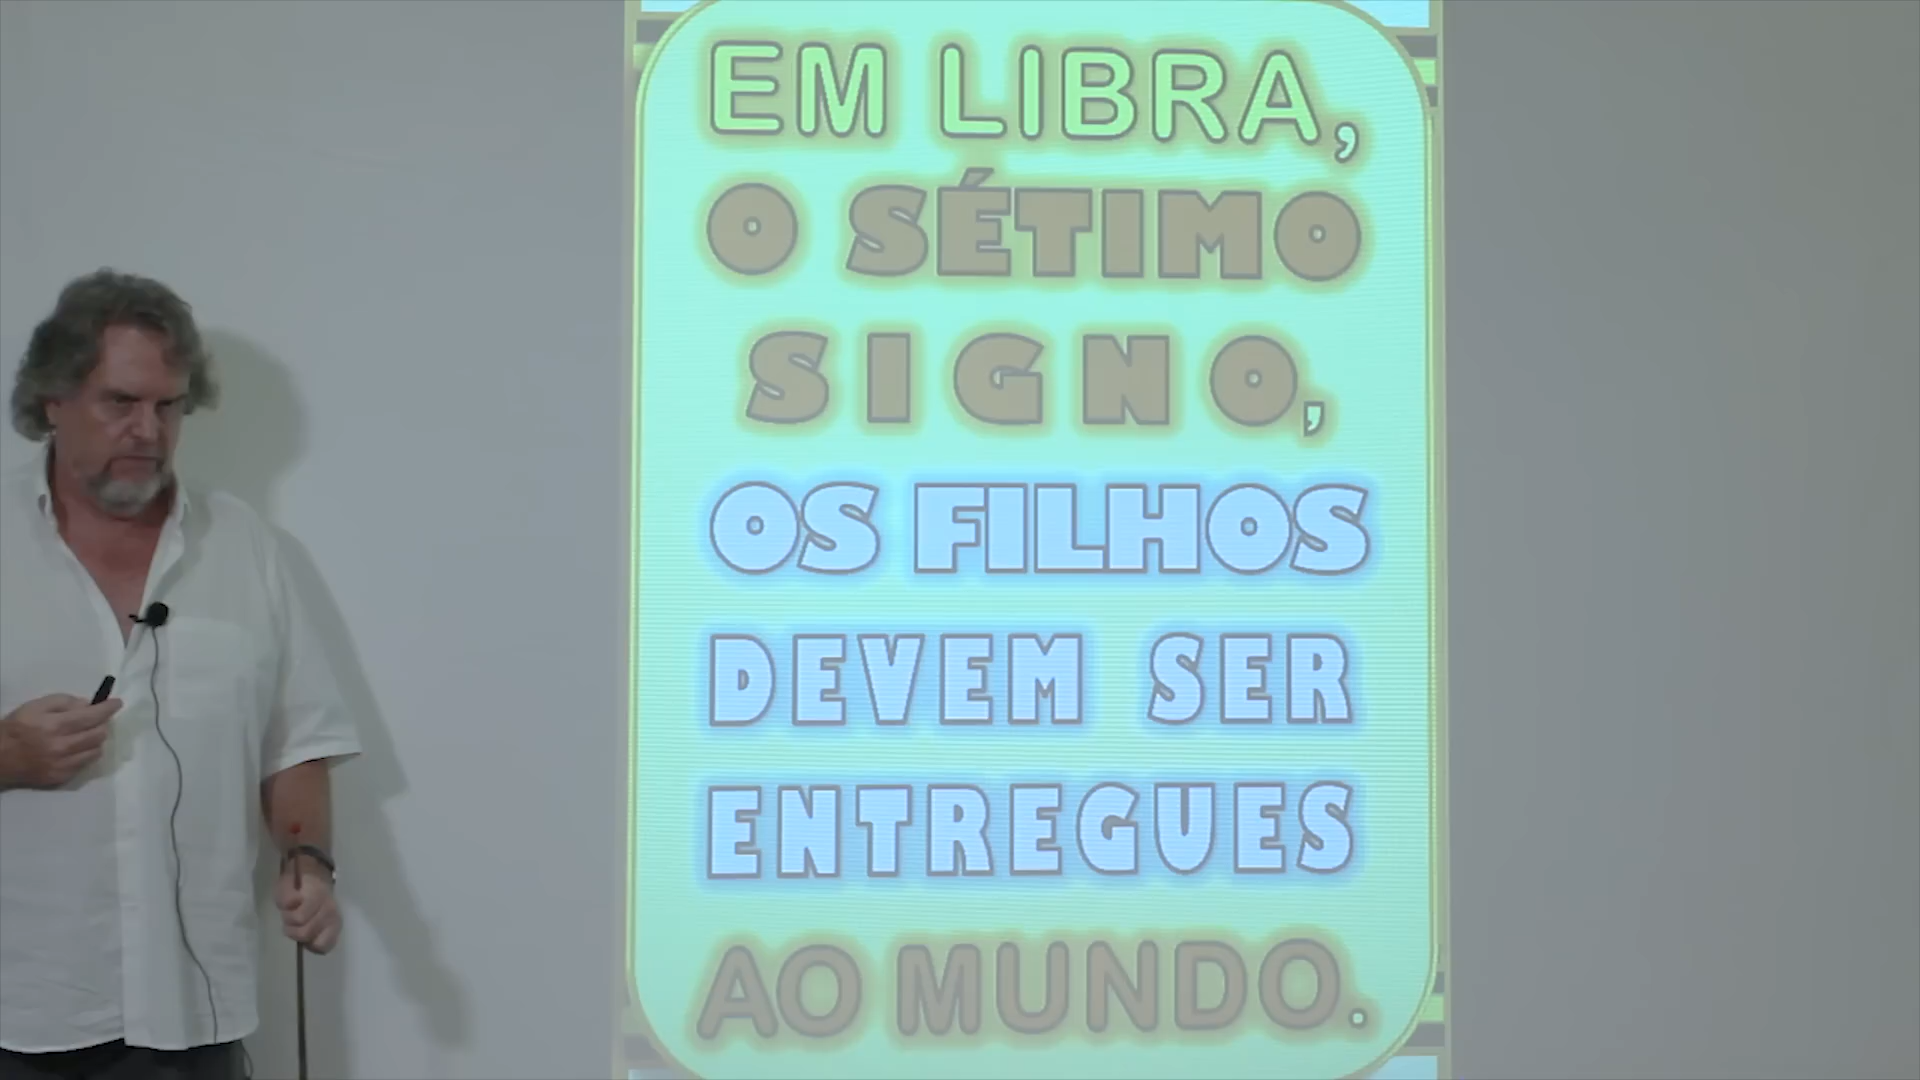 EM LIBRA,
O SÉTIMO
SIGNO,
OS FILHOS
DEVEM SER
ENTREGUES
AO MUNDO.